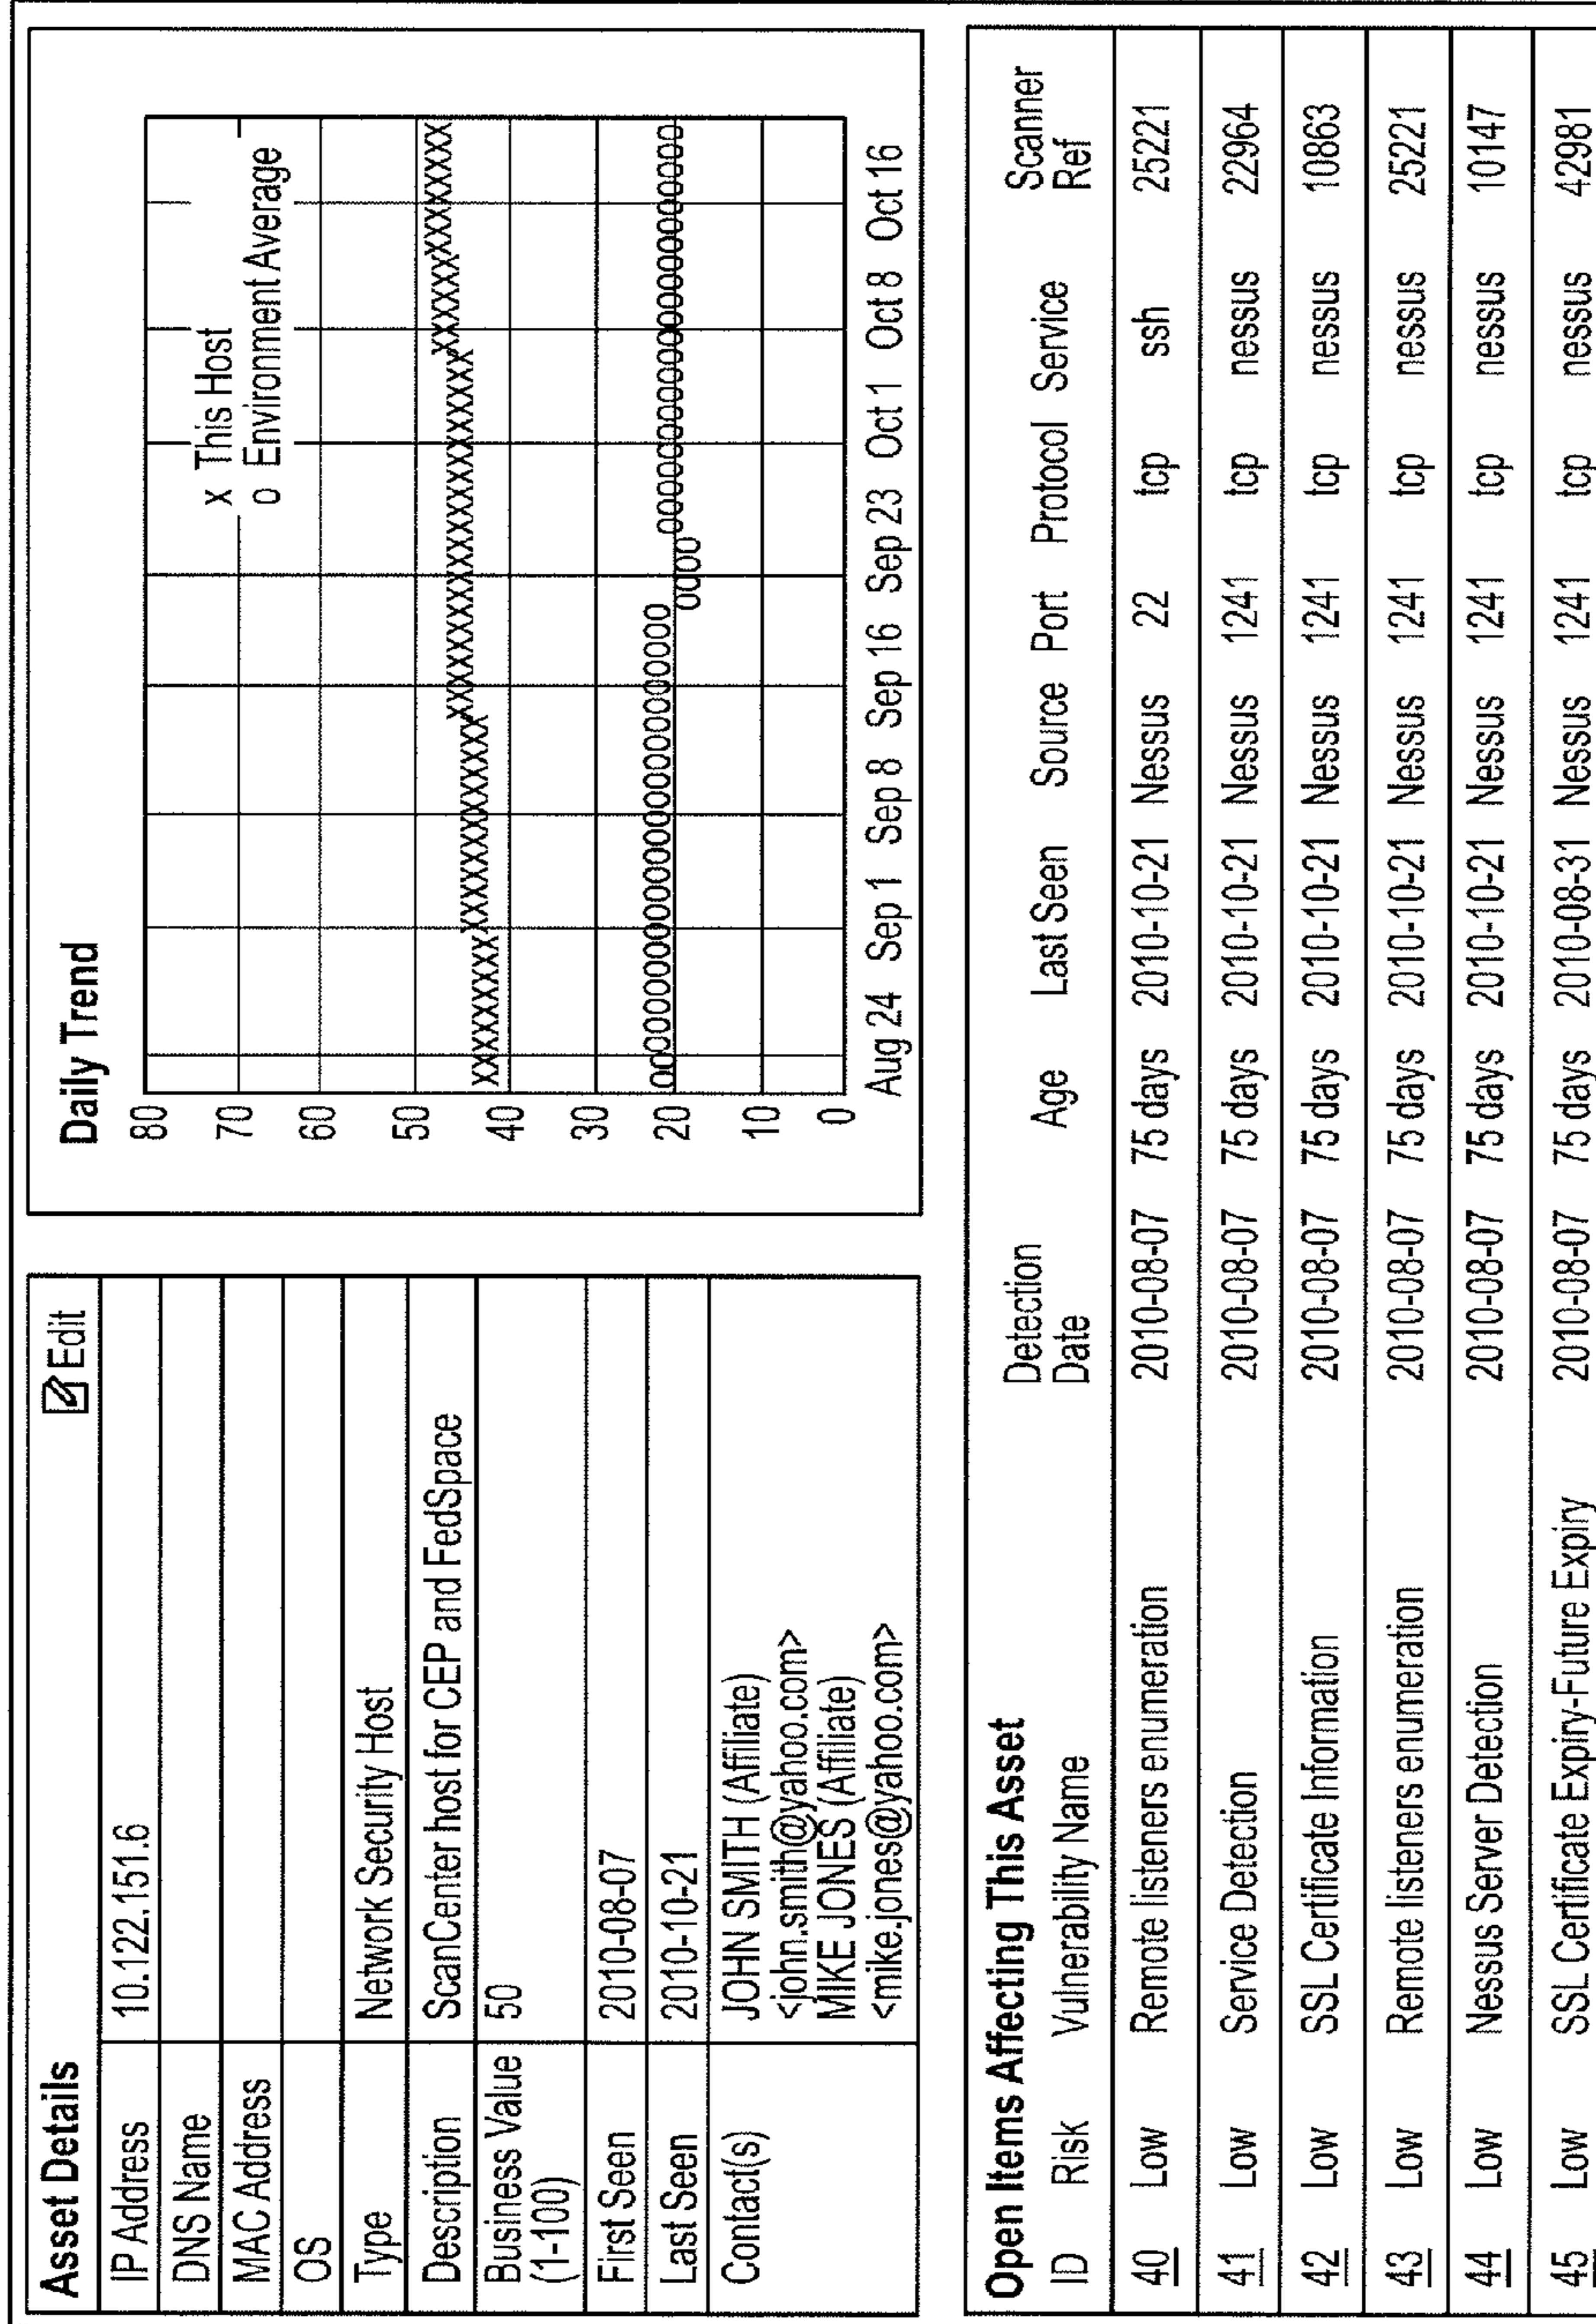 Asset Details Edit
IP Address 10.122.151.6
DNS Name
MAC Address
OS
Type Network Security Host
Description ScanCenter host for CEP and FedSpace
Business Value 50
(1-100)
First Seen 2010-08-07
Last Seen 2010-10-21
Contact(s) JOHN SMITH (Affiliate)
<john.smith@yahoo.com>
MIKE JONES (Affiliate)
<mike.jones@yahoo.com>
Daily Trend
80
70
60
50
40
30
20
10
0
x This Host
o Environment Average
Aug 24 Sep 1 Sep 8 Sep 16 Sep 23 Oct 1 Oct 8 Oct 16
Open Items Affecting This Asset
ID Risk Vulnerability Name Detection Date Age Last Seen Source Port Protocol Service Scanner Ref
40 Low Remote listeners enumeration 2010-08-07 75 days 2010-10-21 Nessus 22 tcp ssh 25221
41 Low Service Detection 2010-08-07 75 days 2010-10-21 Nessus 1241 tcp nessus 22964
42 Low SSL Certificate Information 2010-08-07 75 days 2010-10-21 Nessus 1241 tcp nessus 10863
43 Low Remote listeners enumeration 2010-08-07 75 days 2010-10-21 Nessus 1241 tcp nessus 25221
44 Low Nessus Server Detection 2010-08-07 75 days 2010-10-21 Nessus 1241 tcp nessus 10147
45 Low SSL Certificate Expiry-Future Expiry 2010-08-07 75 days 2010-08-31 Nessus 1241 tcp nessus 42981